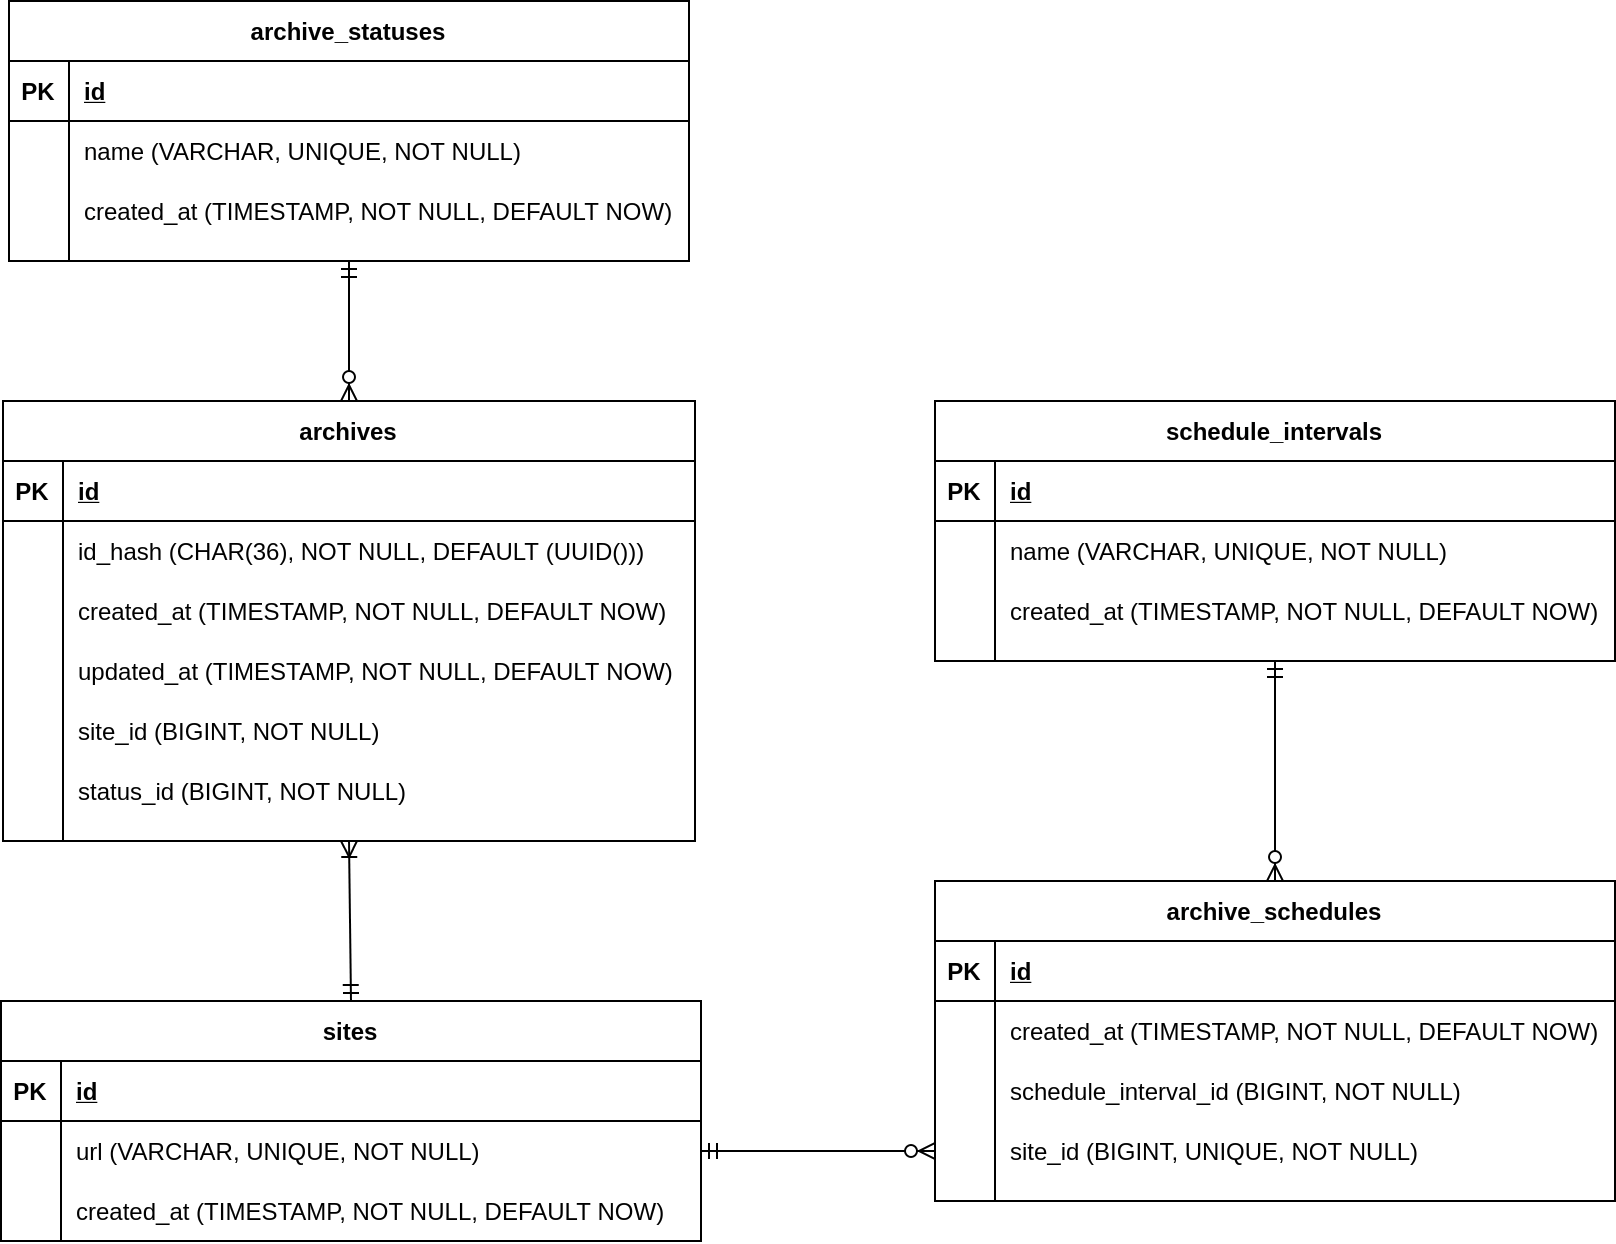 archive_statuses
PK id
name (VARCHAR, UNIQUE, NOT NULL)
created_at (TIMESTAMP, NOT NULL, DEFAULT NOW)
archives
PK id
id_hash (CHAR(36), NOT NULL, DEFAULT (UUID()))
created_at (TIMESTAMP, NOT NULL, DEFAULT NOW)
updated_at (TIMESTAMP, NOT NULL, DEFAULT NOW)
site_id (BIGINT, NOT NULL)
status_id (BIGINT, NOT NULL)
schedule_intervals
PK id
name (VARCHAR, UNIQUE, NOT NULL)
created_at (TIMESTAMP, NOT NULL, DEFAULT NOW)
archive_schedules
PK id
created_at (TIMESTAMP, NOT NULL, DEFAULT NOW)
schedule_interval_id (BIGINT, NOT NULL)
site_id (BIGINT, UNIQUE, NOT NULL)
sites
PK id
url (VARCHAR, UNIQUE, NOT NULL)
created_at (TIMESTAMP, NOT NULL, DEFAULT NOW)